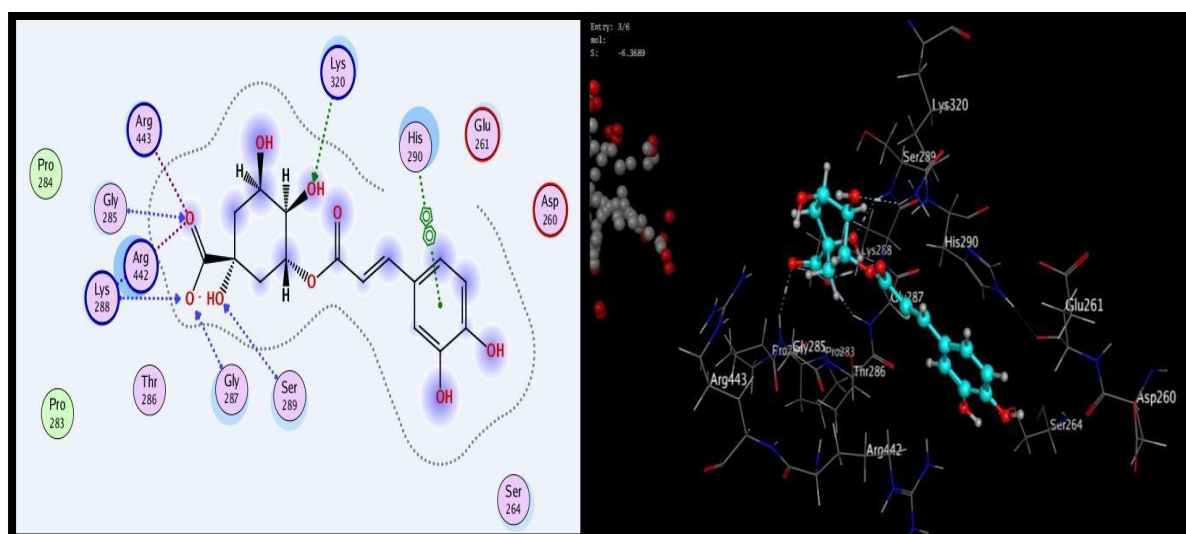 Lys
320
Arg
443
His
290
Glu
261
Pro
284
Gly
285
Asp
260
Arg
442
Lys
288
Thr
286
Gly
287
Ser
289
Pro
283
Ser
264
OH
H
H
OH
O
O
O
O-
HO
H
O
OH
OH
Entry: 3/6
mol:
S: -6.3689
Lys320
Ser289
His290
Lys288
Gly287
Glu261
Gly285
Pro283
Thr286
Arg443
Asp260
Ser264
Arg442